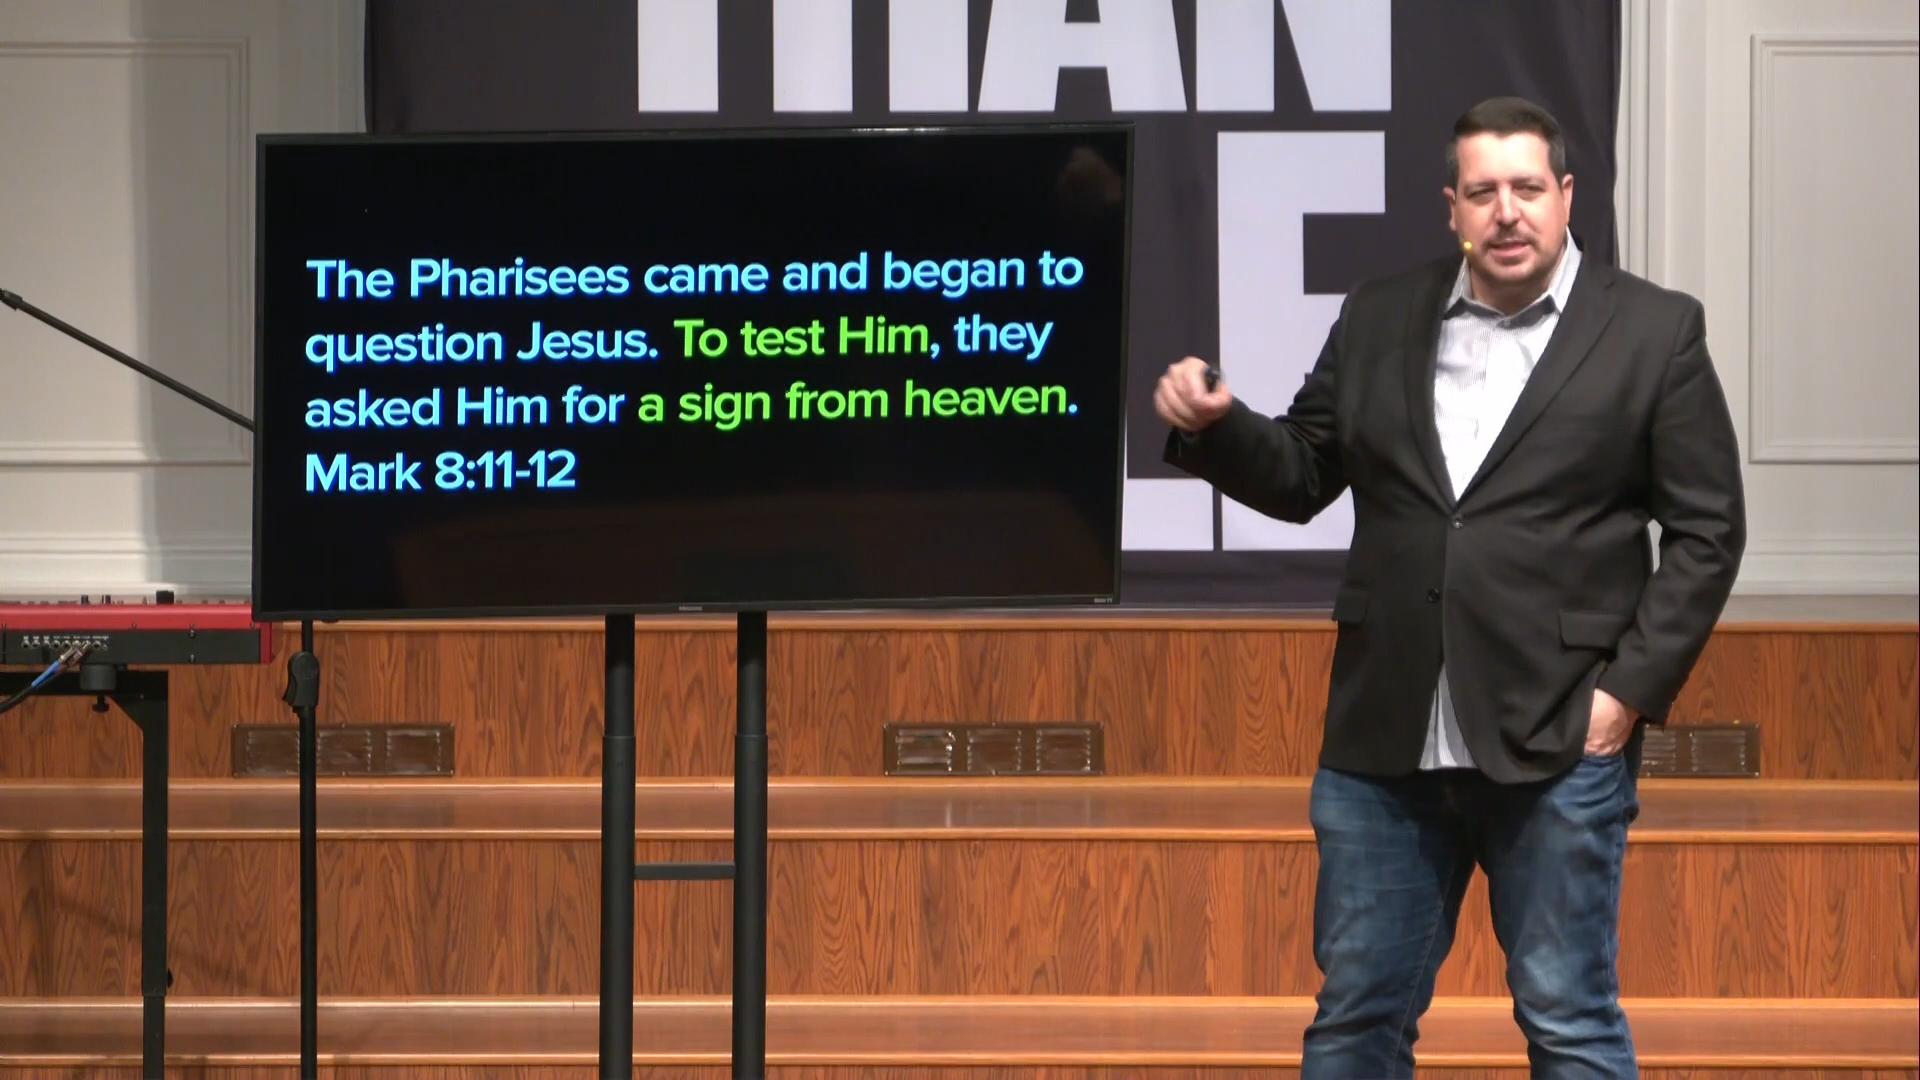 THAN
The Pharisees came and began to
question Jesus. To test Him, they
asked Him for a sign from heaven.
Mark 8:11-12